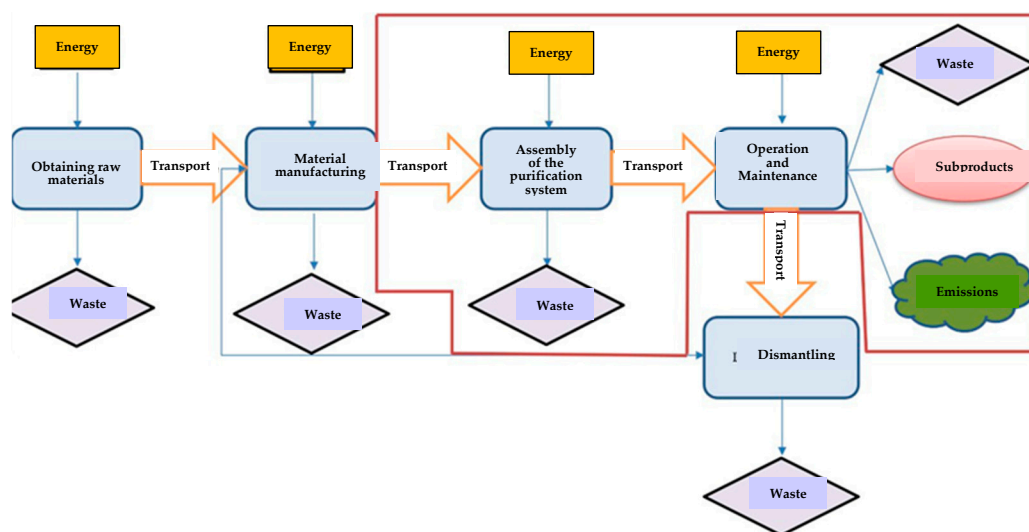 Energy
Energy
Energy
Energy
Waste
Obtaining raw
materials
Transport
Material
manufacturing
Transport
Assembly
of the
purification
system
Transport
Operation
and
Maintenance
Subproducts
Transport
Waste
Waste
Waste
Emissions
Dismantling
Waste